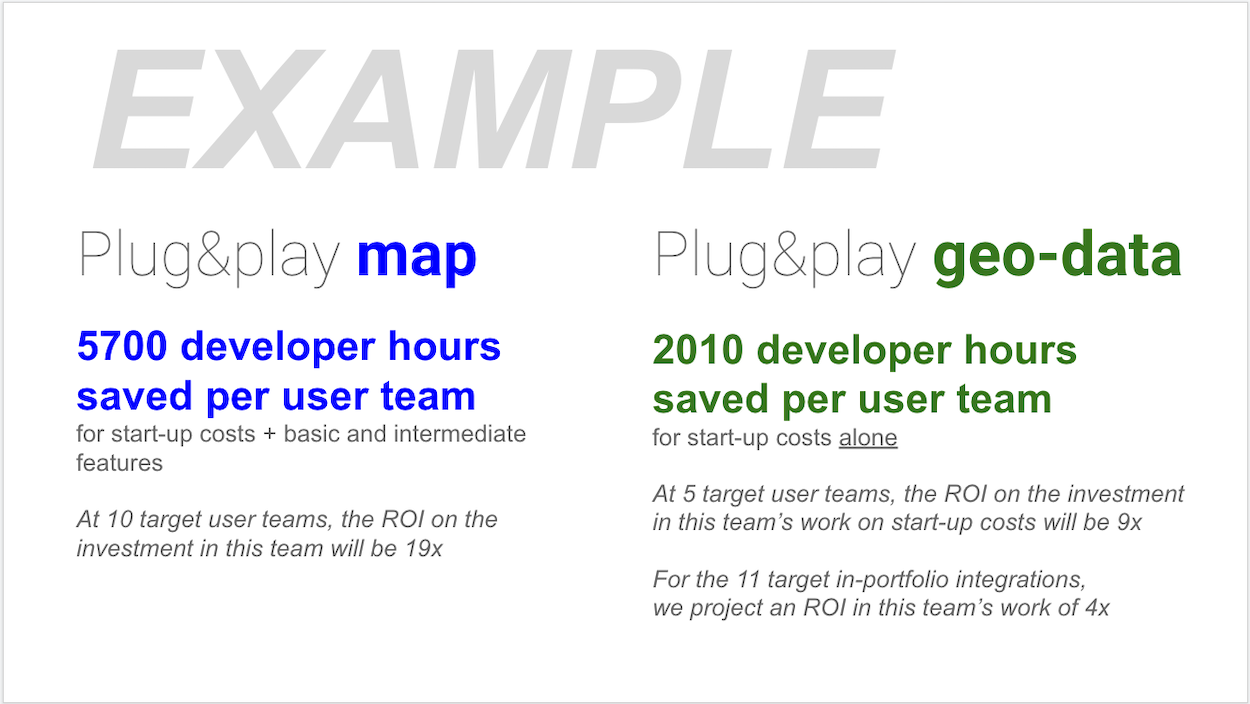 EXAMPLE
Plug&play map
5700 developer hours
saved per user team
for start-up costs + basic and intermediate
features
At 10 target user teams, the ROI on the
investment in this team will be 19x
Plug&play geo-data
2010 developer hours
saved per user team
for start-up costs alone
At 5 target user teams, the ROI on the investment
in this team’s work on start-up costs will be 9x
For the 11 target in-portfolio integrations,
we project an ROI in this team’s work of 4x